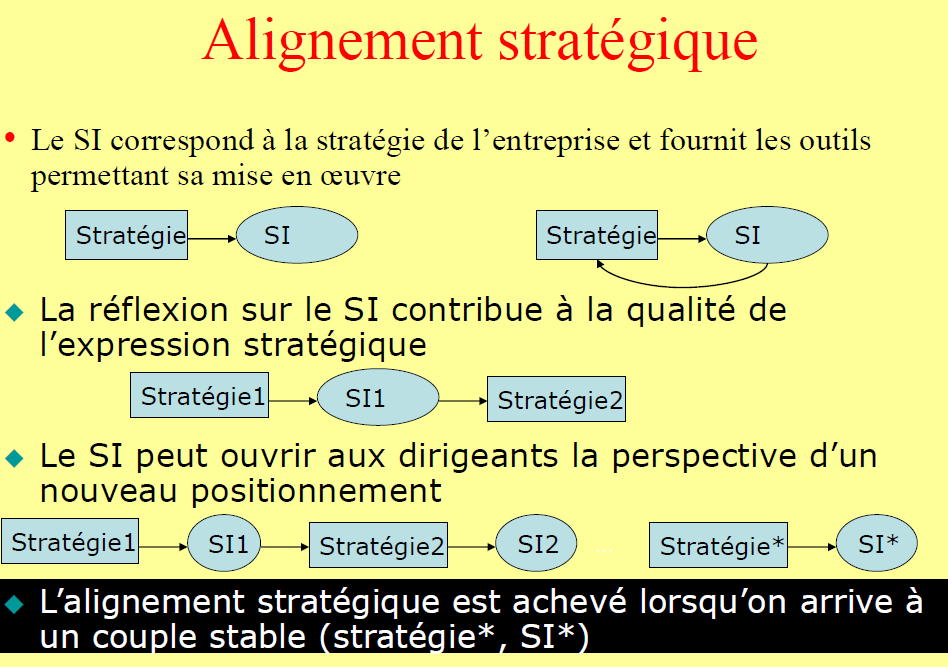 Alignement stratégique
• Le SI correspond à la stratégie de l’entreprise et fournit les outils
permettant sa mise en œuvre
Stratégie SI Stratégie SI
La réflexion sur le SI contribue à la qualité de
l’expression stratégique
Stratégie1 SI1 Stratégie2
Le SI peut ouvrir aux dirigeants la perspective d’un
nouveau positionnement
Stratégie1 SI1 Stratégie2 SI2 ... Stratégie* SI*
L’alignement stratégique est achevé lorsqu’on arrive à
un couple stable (stratégie*, SI*)